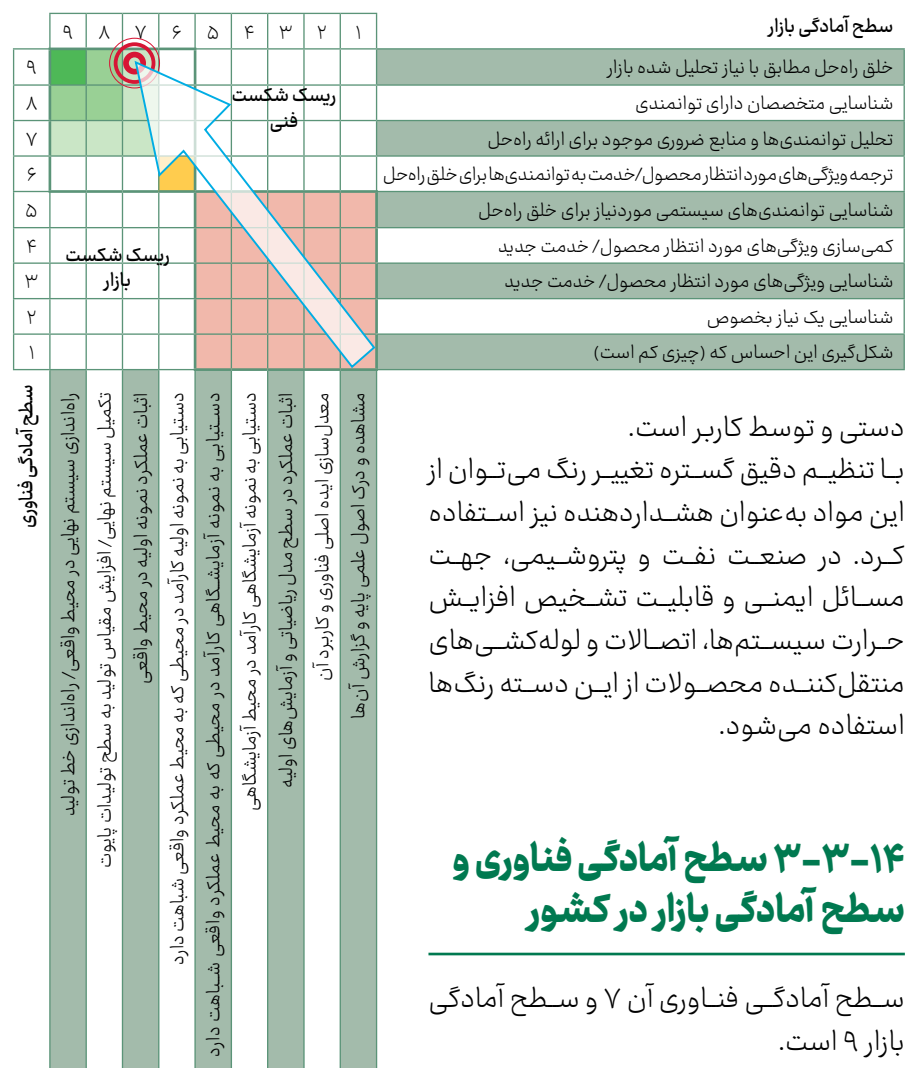 سطح آمادگی بازار
۱ ۲ ۳ ۴ ۵ ۶ ۷ ۸ ۹
خلق راه‌حل مطابق با نیاز تحلیل شده بازار ۹
شناسایی متخصصان دارای توانمندی ۸
تحلیل توانمندی‌ها و منابع ضروری موجود برای ارائه راه‌حل ۷
ترجمه ویژگی‌های مورد انتظار محصول/خدمت به توانمندی‌ها برای خلق راه‌حل ۶
شناسایی توانمندی‌های سیستمی موردنیاز برای خلق راه‌حل ۵
کمی‌سازی ویژگی‌های مورد انتظار محصول/ خدمت جدید ۴
شناسایی ویژگی‌های مورد انتظار محصول/ خدمت جدید ۳
شناسایی یک نیاز بخصوص ۲
شکل‌گیری این احساس که (چیزی کم است) ۱
ریسک شکست
فنی
ریسک شکست
بازار
مشاهده و درک اصول علمی پایه و گزارش آن‌ها
معدل‌سازی ایده اصلی فناوری و کاربرد آن
اثبات عملکرد در سطح مدل ریاضیاتی و آزمایش‌های اولیه
دستیابی به نمونه آزمایشگاهی کارآمد در محیط آزمایشگاهی
دستیابی به نمونه آزمایشگاهی کارآمد در محیطی که به محیط عملکرد واقعی شباهت دارد
دستیابی به نمونه اولیه کارآمد در محیطی که به محیط عملکرد واقعی شباهت دارد
اثبات عملکرد نمونه اولیه در محیط واقعی
تکمیل سیستم نهایی/ افزایش مقیاس تولید به سطح تولیدات پایوت
راه‌اندازی سیستم نهایی در محیط واقعی/ راه‌اندازی خط تولید
سطح آمادگی فناوری
دستی و توسط کاربر است.
با تنظیم دقیق گستره تغییر رنگ می‌توان از
این مواد به‌عنوان هشداردهنده نیز استفاده
کرد. در صنعت نفت و پتروشیمی، جهت
مسائل ایمنی و قابلیت تشخیص افزایش
حرارت سیستم‌ها، اتصالات و لوله‌کشی‌های
منتقل‌کننده محصولات از این دسته رنگ‌ها
استفاده می‌شود.
۳-۳-۱۴ سطح آمادگی فناوری و
سطح آمادگی بازار در کشور
سطح آمادگی فناوری آن ۷ و سطح آمادگی
بازار ۹ است.